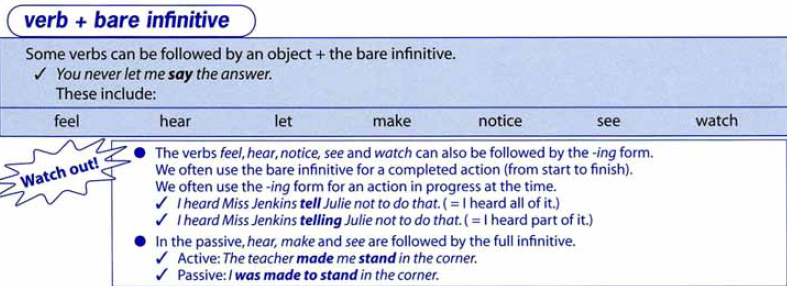 verb + bare infinitive
Some verbs can be followed by an object + the bare infinitive.
✓ You never let me say the answer.
These include:
feel hear let make notice see watch
Watch out!
● The verbs feel, hear, notice, see and watch can also be followed by the -ing form.
We often use the bare infinitive for a completed action (from start to finish).
We often use the -ing form for an action in progress at the time.
✓ I heard Miss Jenkins tell Julie not to do that. ( = I heard all of it.)
✓ I heard Miss Jenkins telling Julie not to do that. ( = I heard part of it.)
● In the passive, hear, make and see are followed by the full infinitive.
✓ Active: The teacher made me stand in the corner.
✓ Passive: I was made to stand in the corner.